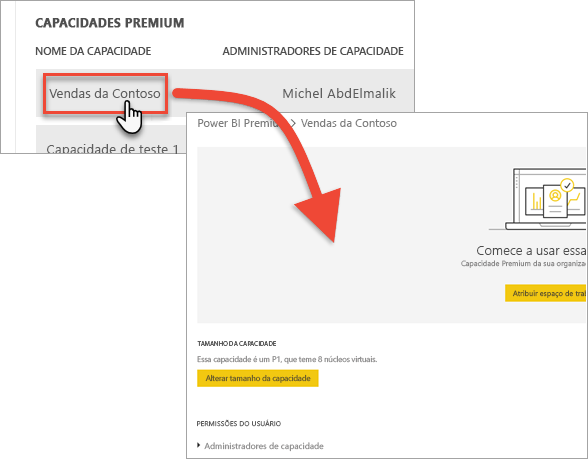 CAPACIDADES PREMIUM
NOME DA CAPACIDADE ADMINISTRADORES DE CAPACIDADE
Vendas da Contoso Michel AbdElmalik
Capacidade de teste 1
Power BI Premium > Vendas da Contoso
Comece a usar essa
Capacidade Premium da sua organiza
Atribuir espaço de tra
TAMANHO DA CAPACIDADE
Essa capacidade é um P1, que teme 8 núcleos virtuais.
Alterar tamanho da capacidade
PERMISSÕES DO USUÁRIO
Administradores de capacidade